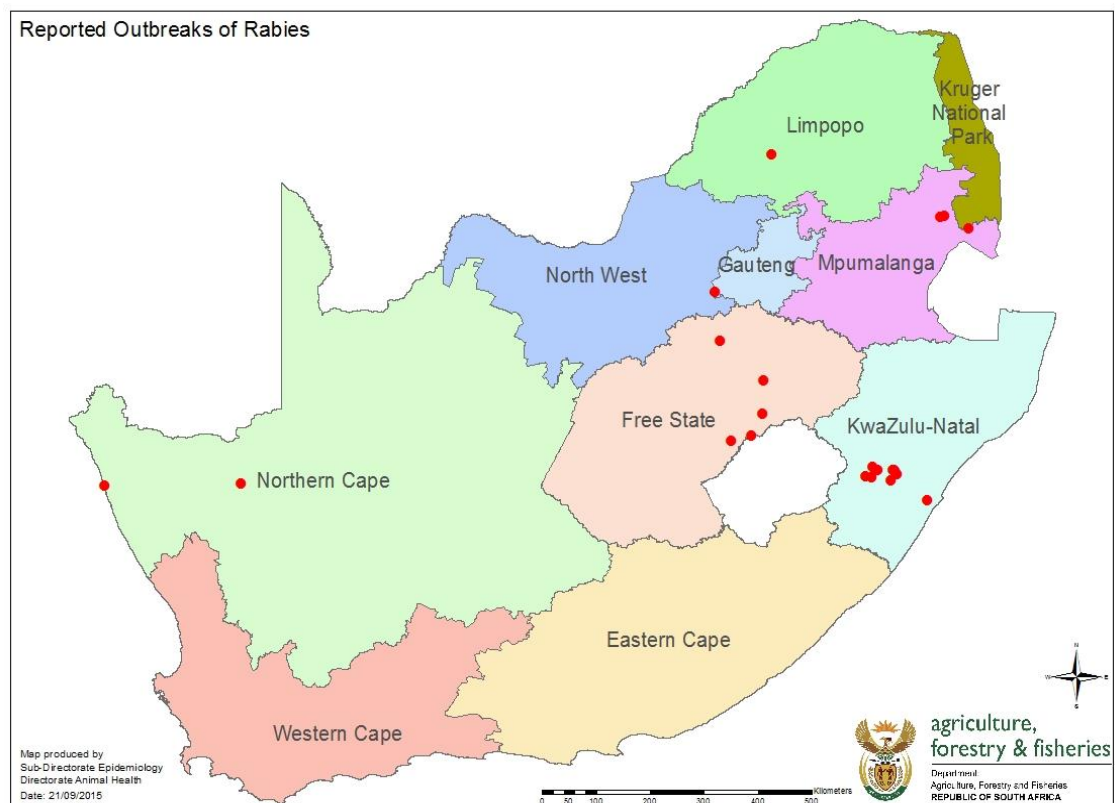 Reported Outbreaks of Rabies
Kruger
National
Park
Limpopo
North West
Gauteng
Mpumalanga
Free State
KwaZulu-Natal
Northern Cape
Eastern Cape
Western Cape
N
W
E
S
Map produced by
Sub-Directorate Epidemiology
Directorate Animal Health
Date: 21/09/2015
Kilometers
0 50 100 200 300 400 500
agriculture,
forestry & fisheries
Department:
Agriculture, Forestry and Fisheries
REPUBLIC OF SOUTH AFRICA